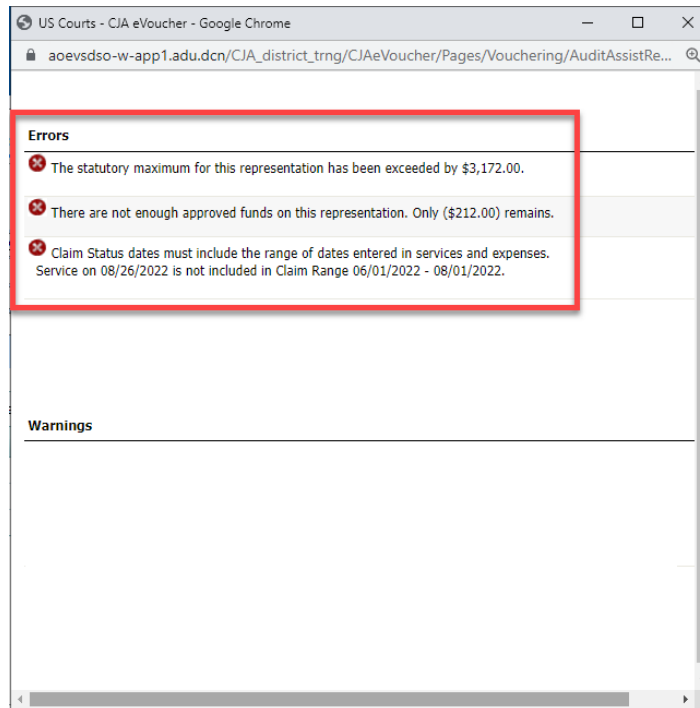 US Courts - CJA eVoucher - Google Chrome
aoevsdso-w-app1.adu.dcn/CJA_district_trng/CJAeVoucher/Pages/Vouchering/AuditAssistRe...
Errors
The statutory maximum for this representation has been exceeded by $3,172.00.
There are not enough approved funds on this representation. Only ($212.00) remains.
Claim Status dates must include the range of dates entered in services and expenses.
Service on 08/26/2022 is not included in Claim Range 06/01/2022 - 08/01/2022.
Warnings